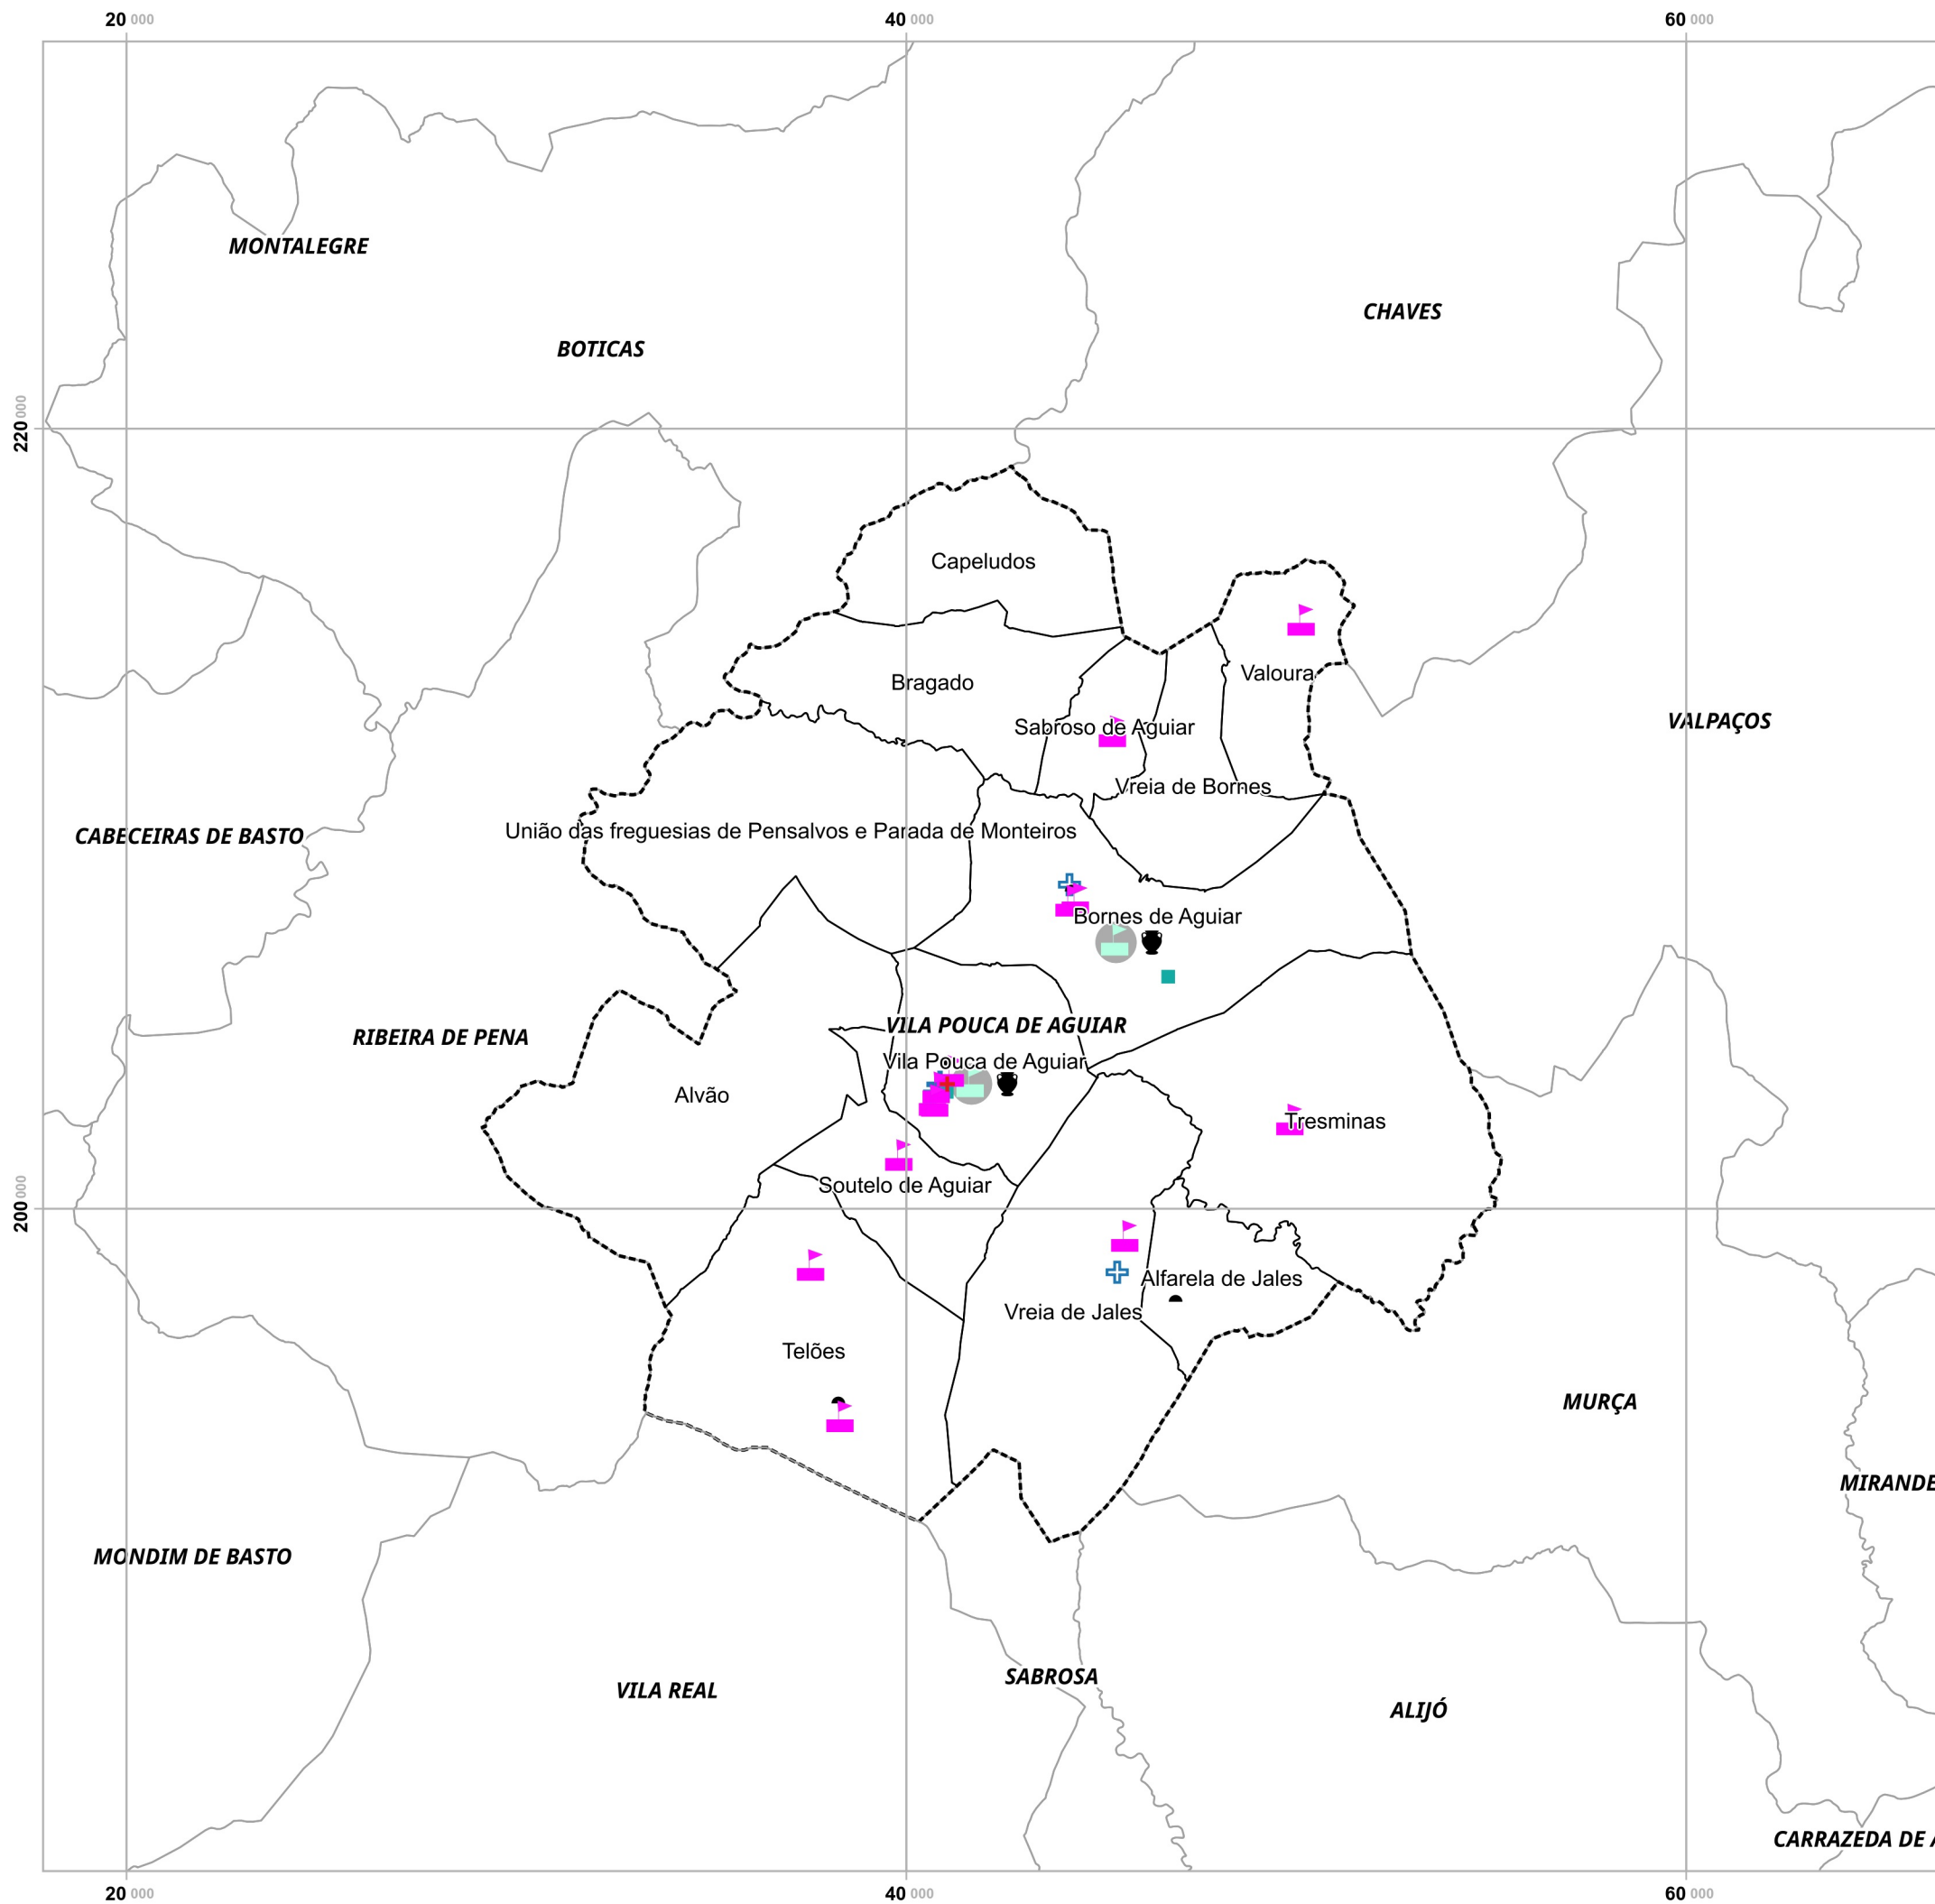 20 000
40 000
60 000
MONTALEGRE
CHAVES
BOTICAS
220 000
Capeludos
Valoura
Bragado
VALPAÇOS
Sabroso de Aguiar
Vreia de Bornes
União das freguesias de Pensalvos e Parada de Monteiros
CABECEIRAS DE BASTO
Bornes de Aguiar
VILA POUCA DE AGUIAR
RIBEIRA DE PENA
Vila Pouca de Aguiar
Alvão
Tresminas
Soutelo de Aguiar
200 000
Alfarela de Jales
Vreia de Jales
Telões
MURÇA
MIRANDE
MONDIM DE BASTO
SABROSA
VILA REAL
ALIJÓ
CARRAZEDA DE A
20 000
40 000
60 000